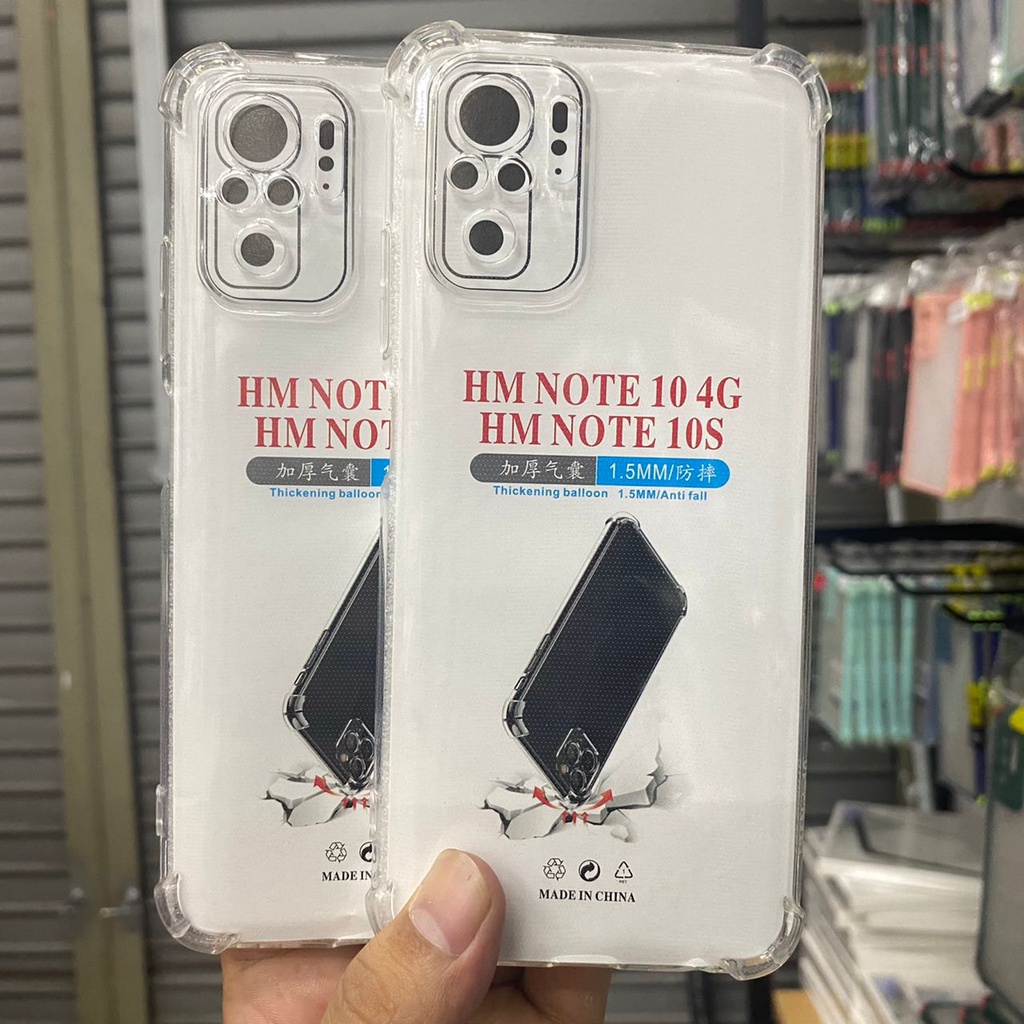 HM NOT
HM NOT
加厚气囊
Thickening balloon
MADE IN
HM NOTE 10 4G
HM NOTE 10S
加厚气囊 1.5MM/防摔
Thickening balloon 1.5MM/Anti fall
MADE IN CHINA